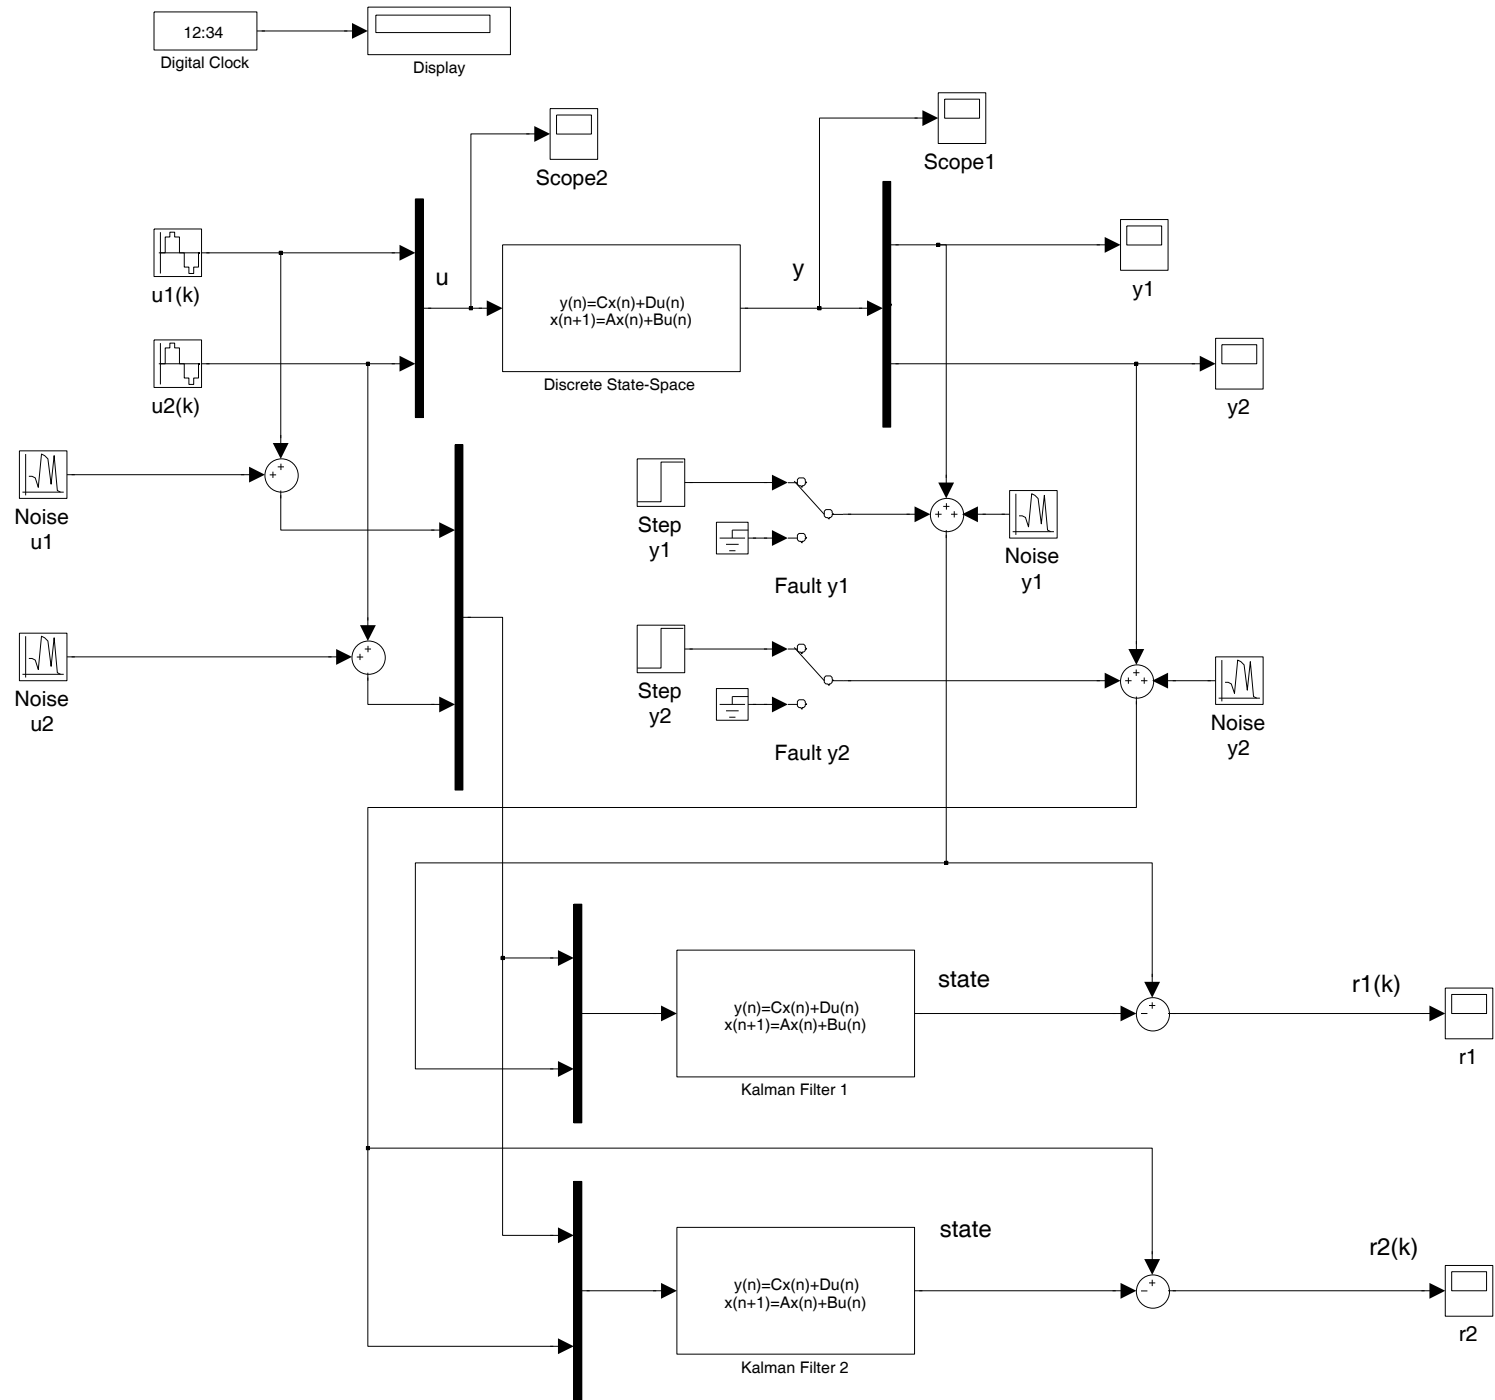 12:34
Digital Clock
Display
Scope2
Scope1
u1(k)
u
y
y1
y(n)=Cx(n)+Du(n)
x(n+1)=Ax(n)+Bu(n)
Discrete State-Space
u2(k)
y2
+
+
Noise
u1
Step
y1
+ +
+
Noise
y1
Fault y1
+
+
Noise
u2
Step
y2
+ +
+
Noise
y2
Fault y2
state
y(n)=Cx(n)+Du(n)
x(n+1)=Ax(n)+Bu(n)
Kalman Filter 1
+
−
r1(k)
r1
state
y(n)=Cx(n)+Du(n)
x(n+1)=Ax(n)+Bu(n)
Kalman Filter 2
+
−
r2(k)
r2